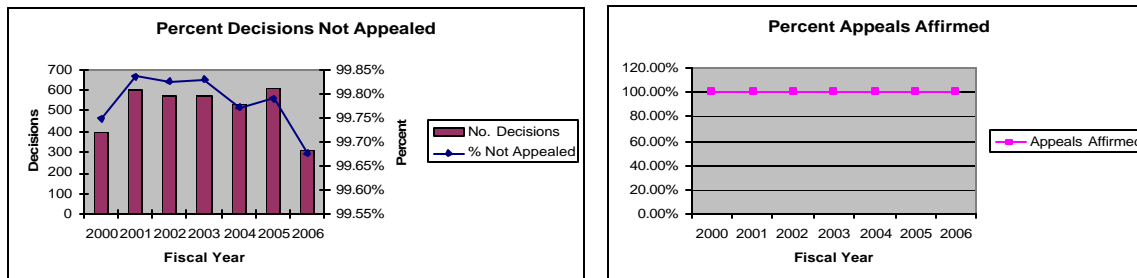 Percent Decisions Not Appealed
700
600
500
400
300
200
100
0
Decisions
99.85%
99.80%
99.75%
99.70%
99.65%
99.60%
99.55%
Percent
No. Decisions
% Not Appealed
2000 2001 2002 2003 2004 2005 2006
Fiscal Year
Percent Appeals Affirmed
120.00%
100.00%
80.00%
60.00%
40.00%
20.00%
0.00%
Appeals Affirmed
2000 2001 2002 2003 2004 2005 2006
Fiscal Year